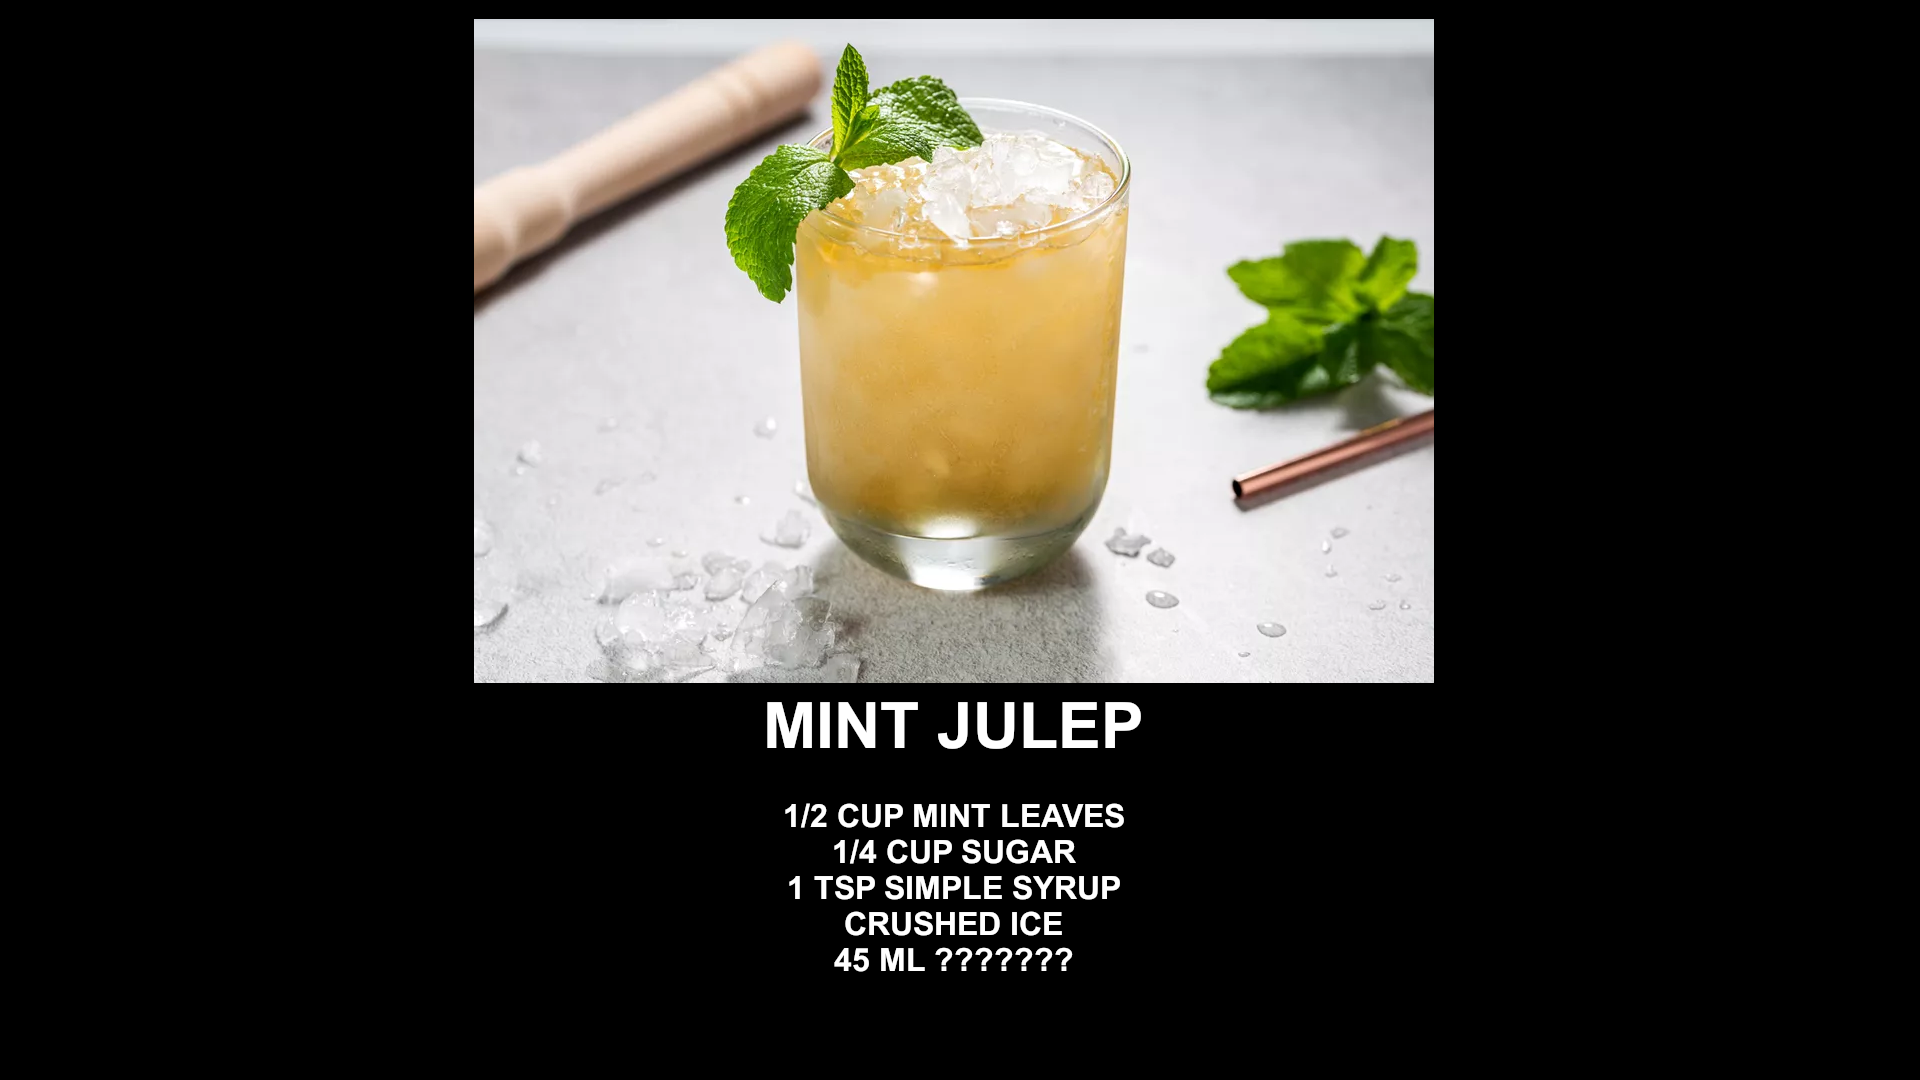 MINT JULEP
1/2 CUP MINT LEAVES
1/4 CUP SUGAR
1 TSP SIMPLE SYRUP
CRUSHED ICE
45 ML ???????